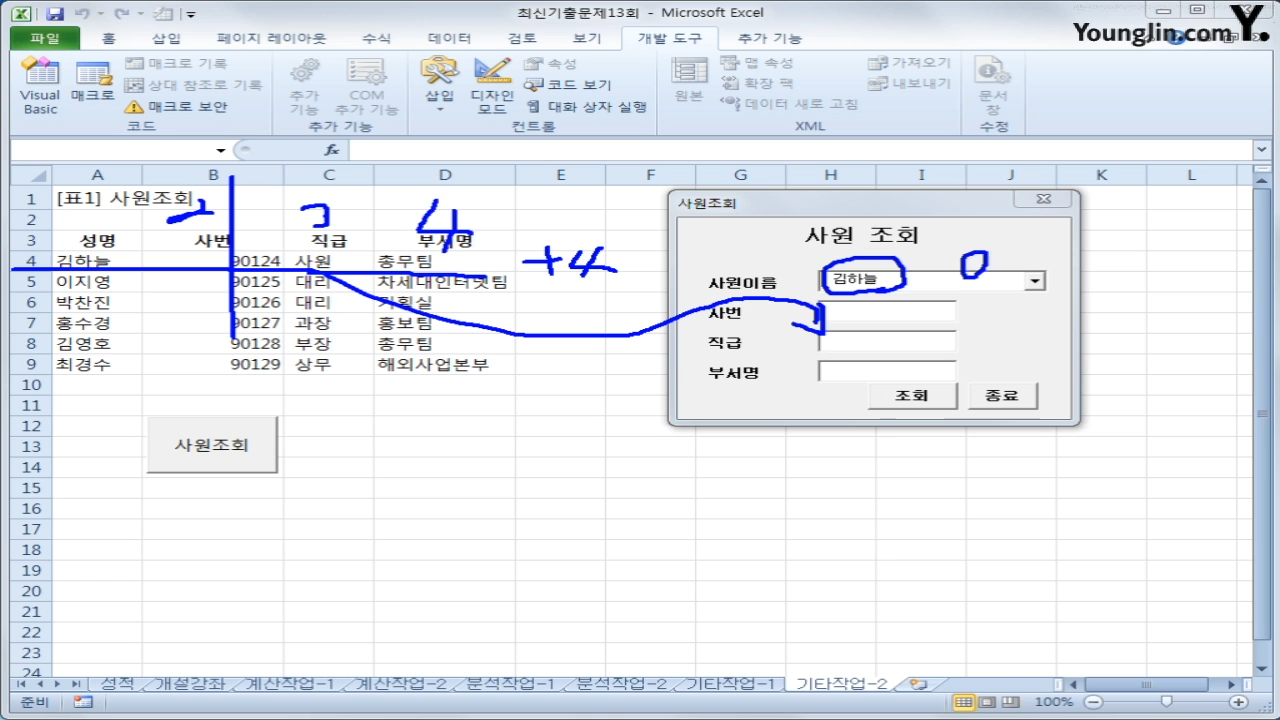 최신기출문제13회 - Microsoft Excel
Y.
YoungJin.com
파일 홈 삽입 페이지 레이아웃 수식 데이터 검토 보기 개발 도구 추가 기능
Visual Basic
매크로
매크로 기록
상대 참조로 기록
매크로 보안
코드
추가 기능
COM 추가 기능
추가 기능
삽입
디자인 모드
속성
코드 보기
대화 상자 실행
컨트롤
원본
맵 속성
확장 팩
데이터 새로 고침
가져오기
내보내기
XML
문서 창
수정
fx
A B C D E F G H I J K L
1 [표1] 사원조회
2
2 3 4
3 성명 사번 직급 부서명
4 김하늘 90124 사원 총무팀
+4
5 이지영 90125 대리 차세대인터넷팀
6 박찬진 90126 대리 기획실
7 홍수경 90127 과장 홍보팀
8 김영호 90128 부장 총무팀
9 최경수 90129 상무 해외사업본부
10
11
12
13
14
15
16
17
18
19
20
21
22
23
24
사원조회
사원조회
사원 조회
0
사원이름 김하늘
사번
직급
부서명
조회 종료
성적 개설강좌 계산작업-1 계산작업-2 분석작업-1 분석작업-2 기타작업-1 기타작업-2
준비
100%